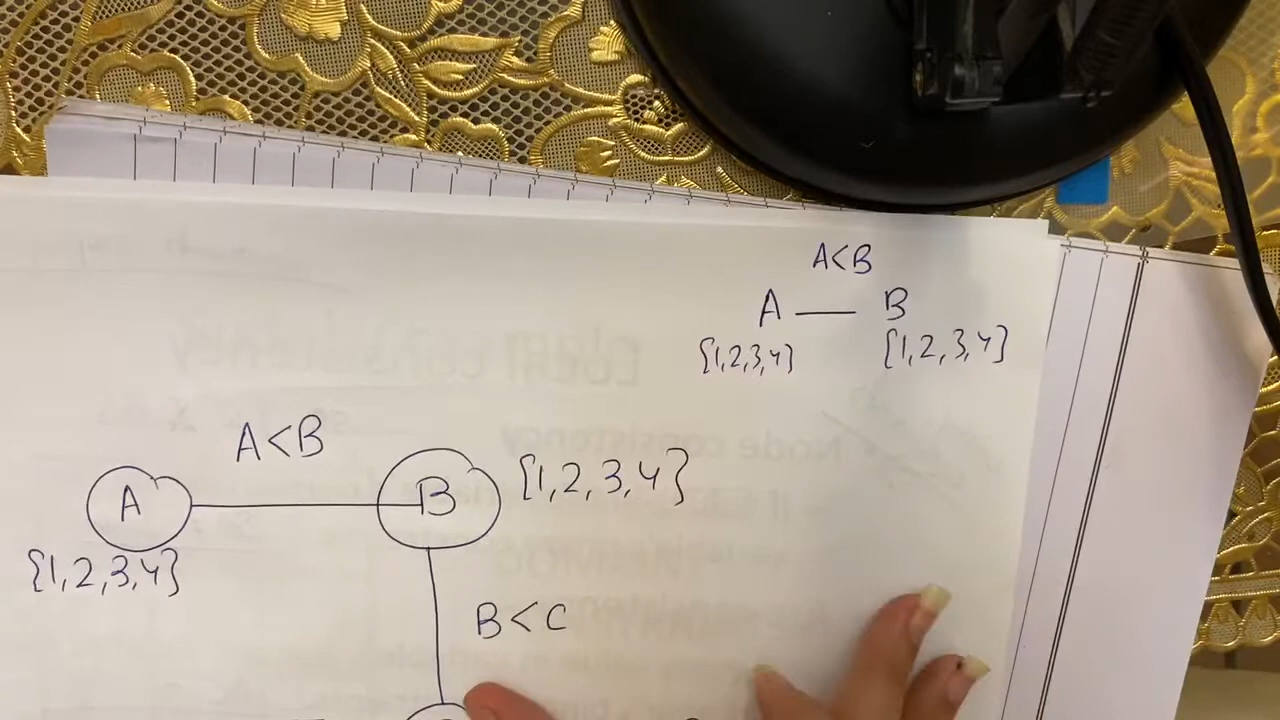 A<B
A — B
{1,2,3,4} {1,2,3,4}
A<B
A B {1,2,3,4}
{1,2,3,4}
B<C